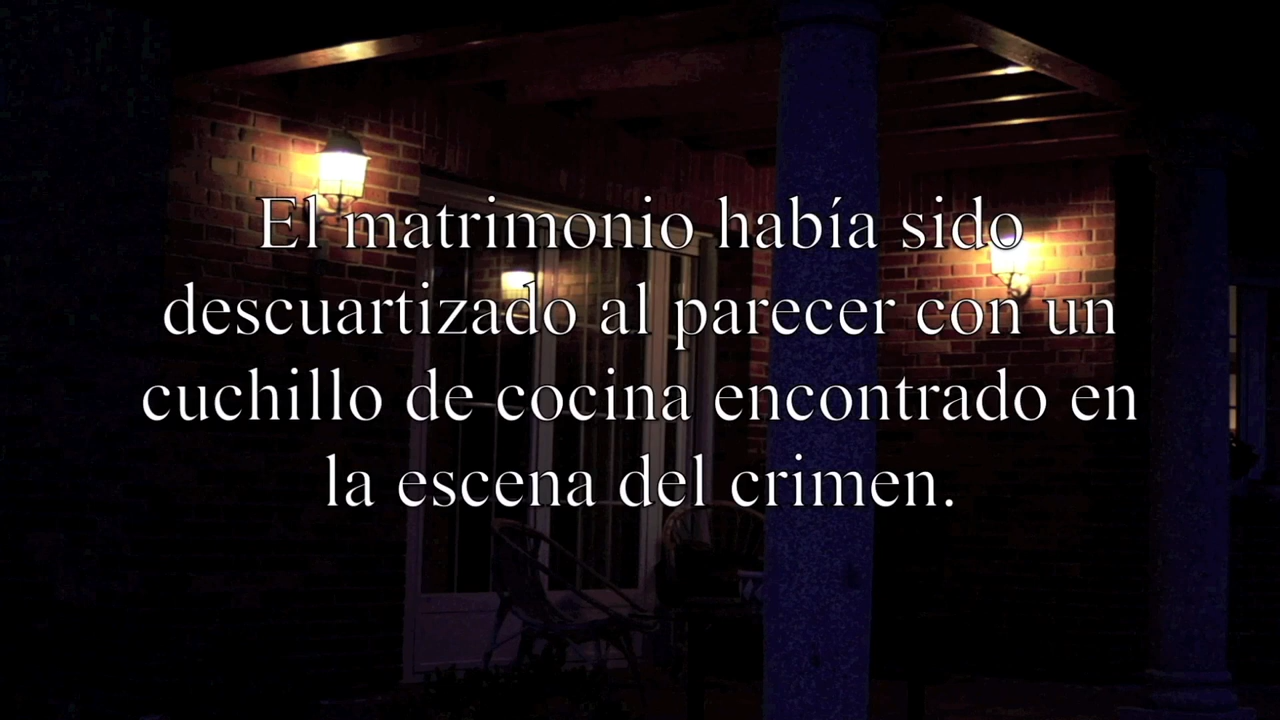 El matrimonio había sido
descuartizado al parecer con un
cuchillo de cocina encontrado en
la escena del crimen.